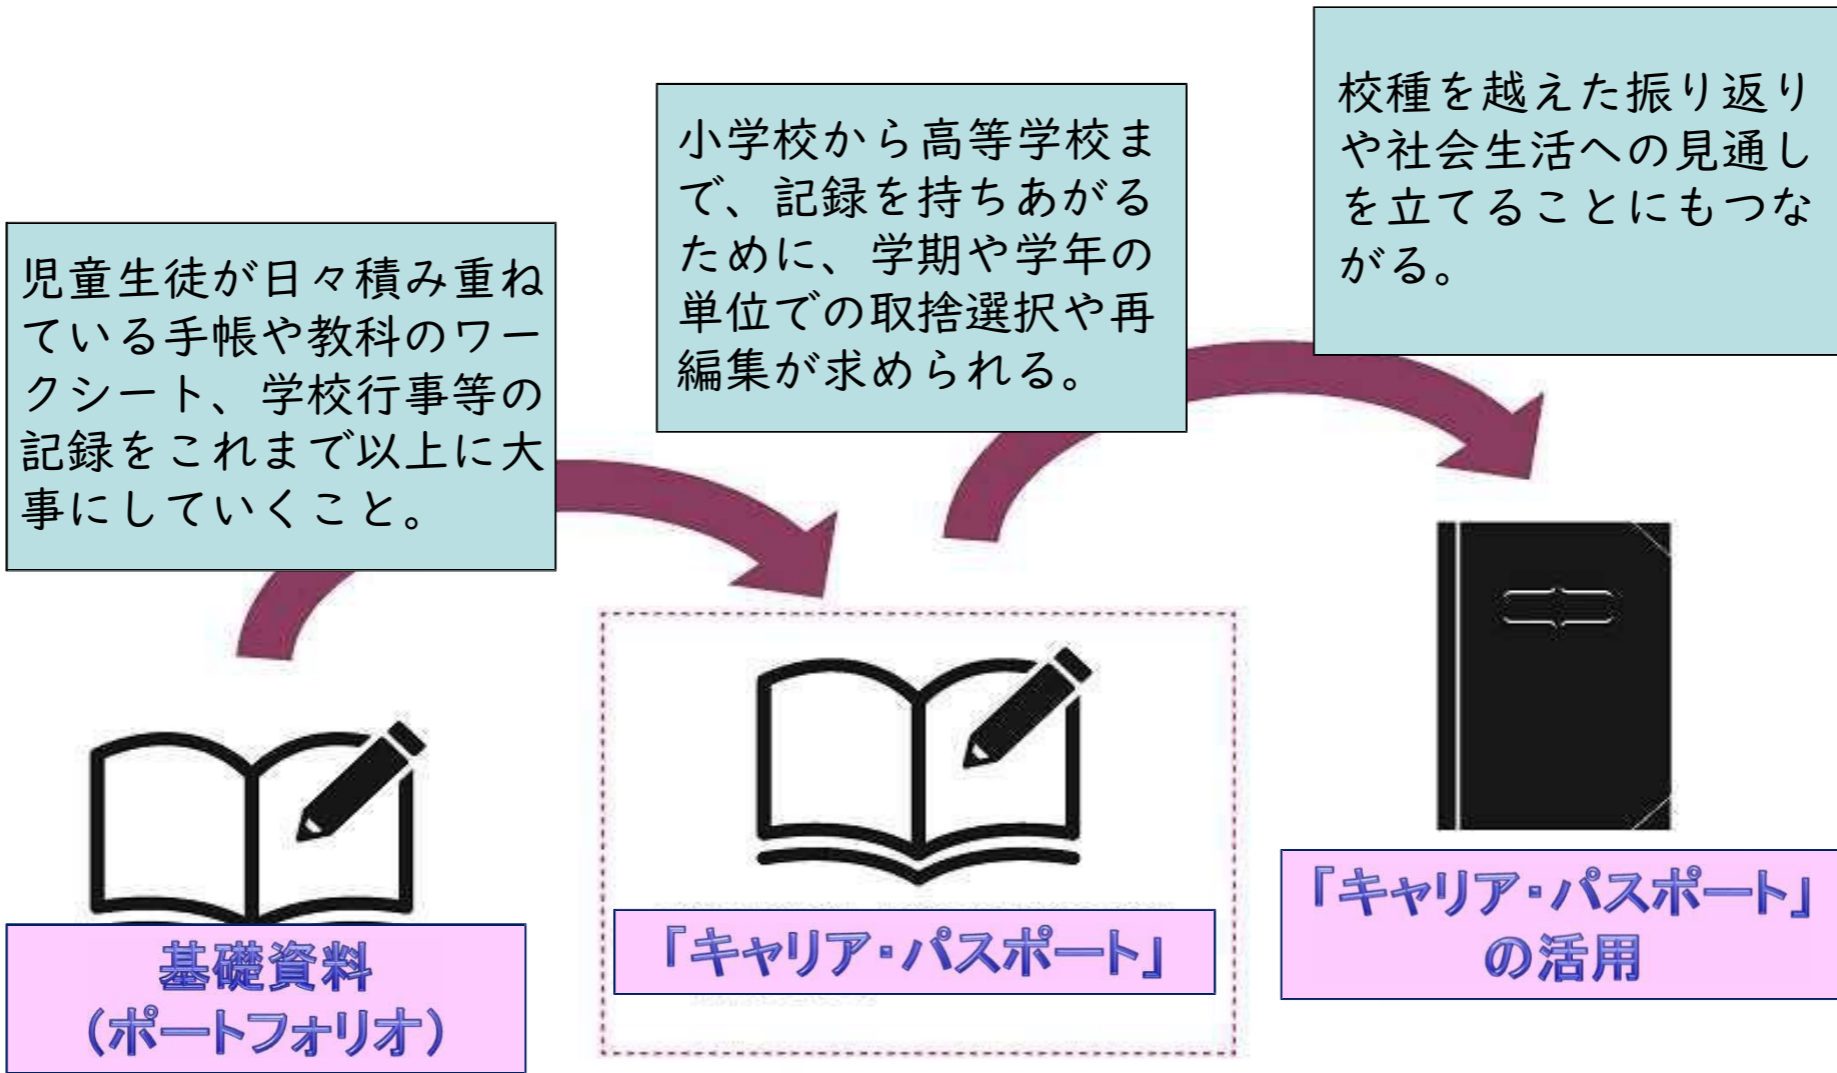 児童生徒が日々積み重ね
ている手帳や教科のワー
クシート、学校行事等の
記録をこれまで以上に大
事にしていくこと。
小学校から高等学校ま
で、記録を持ちあがる
ために、学期や学年の
単位での取捨選択や再
編集が求められる。
校種を越えた振り返り
や社会生活への見通し
を立てることにもつな
がる。
基礎資料
（ポートフォリオ）
「キャリア・パスポート」
「キャリア・パスポート」
の活用